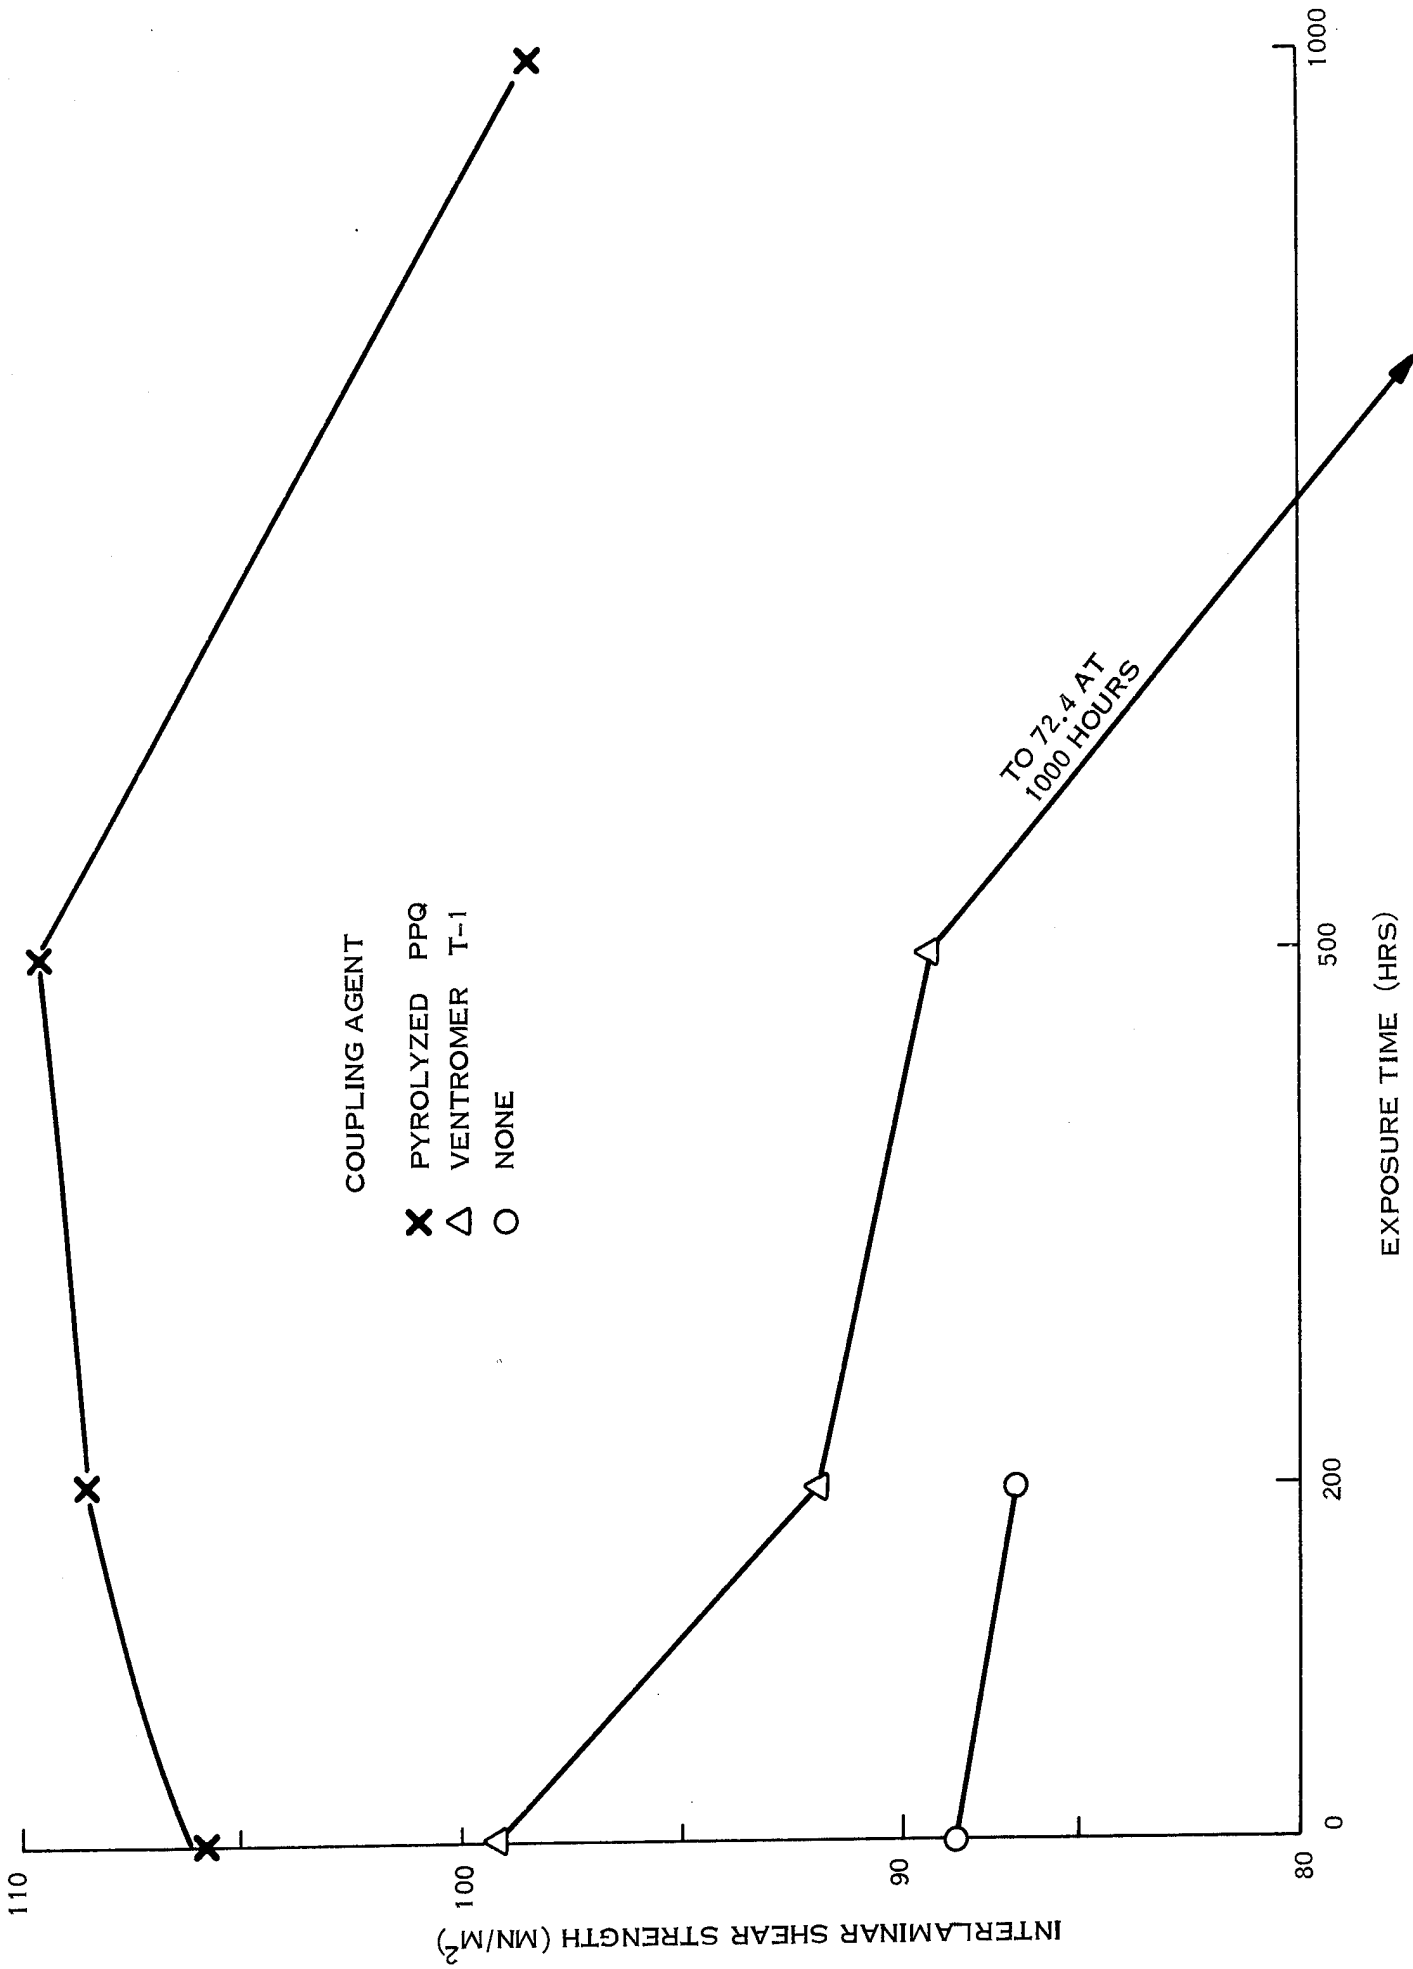 110
100
90
80
INTERLAMINAR SHEAR STRENGTH (MN/M²)
COUPLING AGENT
PYROLYZED PPQ
VENTROMER T-1
NONE
TO 72.4 AT
1000 HOURS
0
200
500
1000
EXPOSURE TIME (HRS)